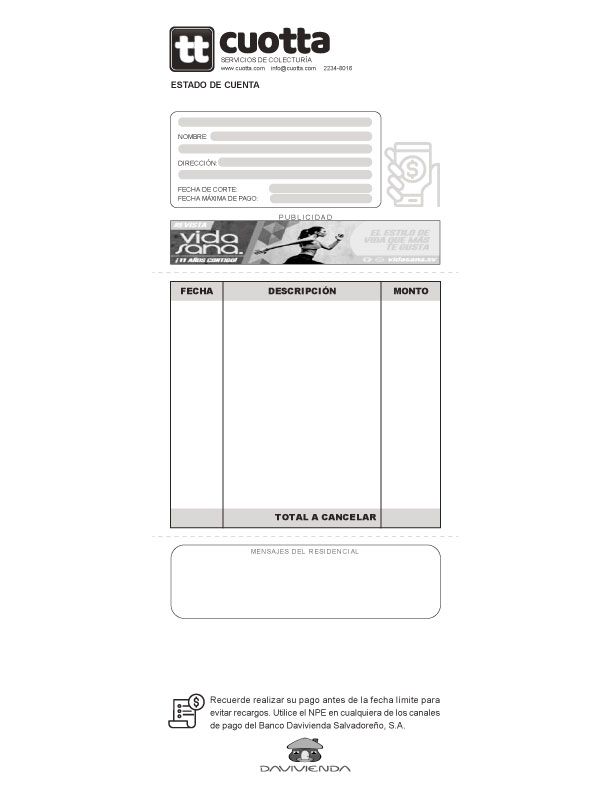 tt cuotta
SERVICIOS DE COLECTURÍA
www.cuotta.com info@cuotta.com 2234-8016
ESTADO DE CUENTA
NOMBRE:
DIRECCIÓN:
FECHA DE CORTE:
FECHA MÁXIMA DE PAGO:
$
PUBLICIDAD
REVISTA
vida
sana.
¡11 AÑOS CONTIGO!
EL ESTILO DE
VIDA QUE MÁS
TE GUSTA
vidasana.sv
FECHA DESCRIPCIÓN MONTO
TOTAL A CANCELAR
MENSAJES DEL RESIDENCIAL
$
Recuerde realizar su pago antes de la fecha límite para
evitar recargos. Utilice el NPE en cualquiera de los canales
de pago del Banco Davivienda Salvadoreño, S.A.
DAVIVIENDA